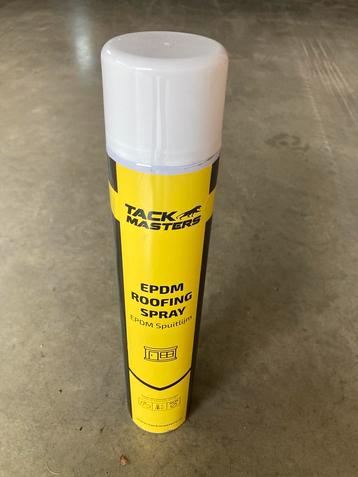 TACK
MASTERS
EPDM
ROOFING
SPRAY
EPDM Spuitlijm